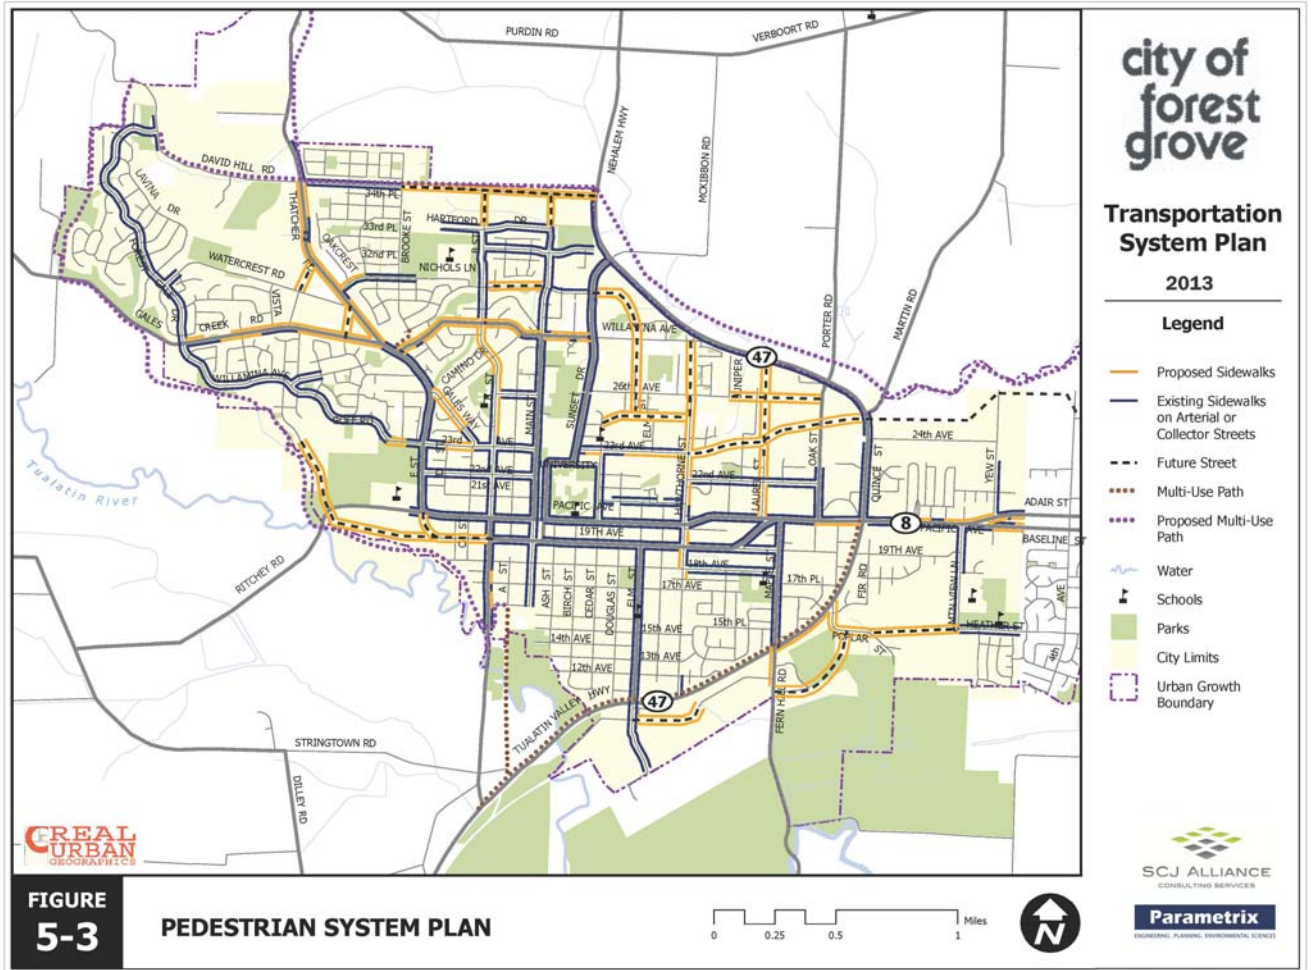 PURDIN RD
VERBOORT RD
NEHALEM HWY
MCKIBBON RD
DAVID HILL RD
LAVINA DR
THATCHER
34th PL
33rd PL
32nd PL
OAKCREST
BROOKE ST
HARTFORD DR
B ST
NICHOLS LN
WATERCREST RD
VISTA
GALES CREEK RD
WILLAMINA AVE
WILLAMINA AVE
PORTER RD
MARTIN RD
47
JUNIPER
CAMINO DR
GALES WAY
MAIN ST
SUNSET DR
26th AVE
ELM ST
23rd AVE
23rd AVE
24th AVE
22nd AVE
22nd AVE
21st AVE
UNIVERSITY
HAWTHORNE ST
LAUREL ST
OAK ST
QUINCE ST
YEW ST
ADAIR ST
E ST
PACIFIC AVE
8
PACIFIC AVE
BASELINE ST
19TH AVE
19TH AVE
C ST
A ST
18th AVE
17th AVE
17th PL
FIR RD
MTN VIEW LN
HEATHER ST
AVE
4th
ASH ST
BIRCH ST
CEDAR ST
DOUGLAS ST
ELM ST
15th AVE
15th PL
14th AVE
13th AVE
12th AVE
POPLAR ST
FERN HILL RD
47
TUALATIN VALLEY HWY
Tualatin River
RITCHEY RD
STRINGTOWN RD
DILLEY RD
CREAL
URBAN
GEOGRAPHICS
city of
forest
grove
Transportation
System Plan
2013
Legend
Proposed Sidewalks
Existing Sidewalks
on Arterial or
Collector Streets
Future Street
Multi-Use Path
Proposed Multi-Use
Path
Water
Schools
Parks
City Limits
Urban Growth
Boundary
SCJ ALLIANCE
CONSULTING SERVICES
Parametrix
ENGINEERING . PLANNING . ENVIRONMENTAL SCIENCES
FIGURE
5-3
PEDESTRIAN SYSTEM PLAN
0 0.25 0.5 1 Miles
N